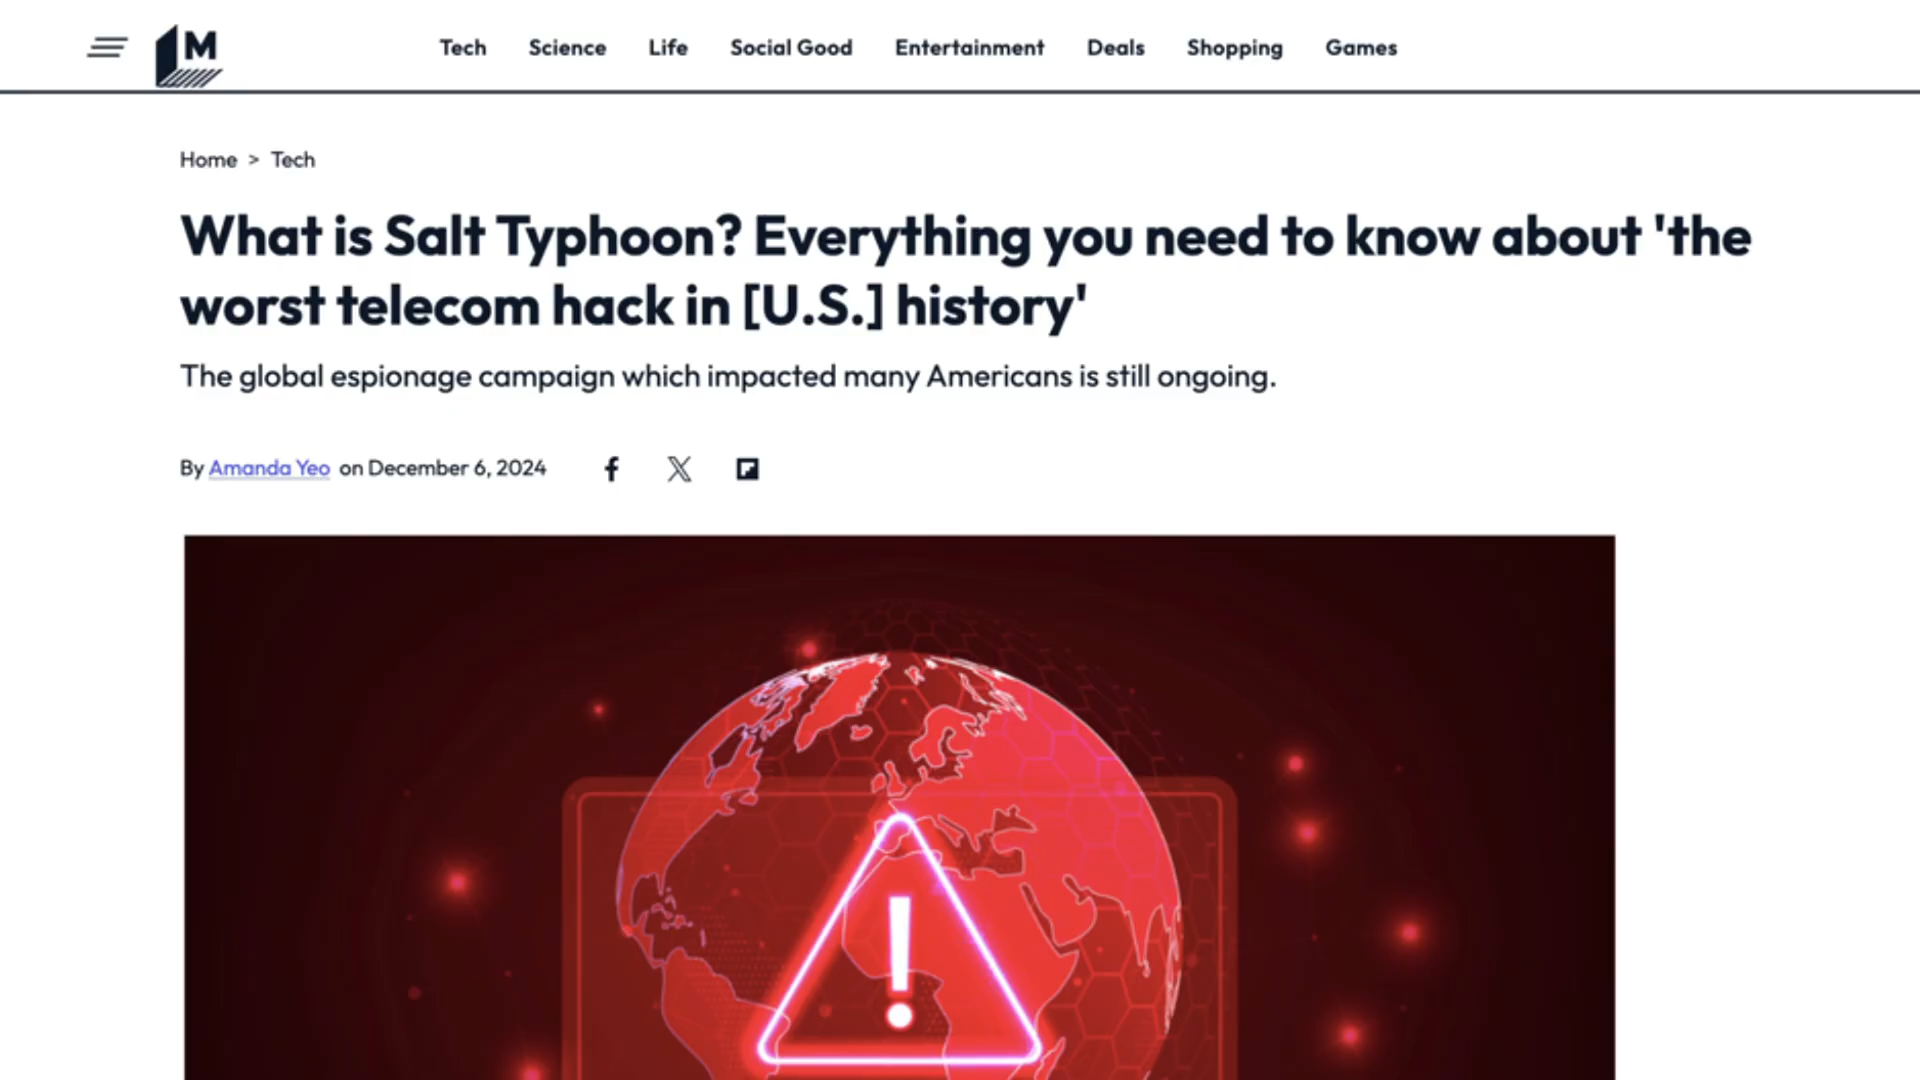 M
Tech Science Life Social Good Entertainment Deals Shopping Games
Home > Tech
What is Salt Typhoon? Everything you need to know about 'the
worst telecom hack in [U.S.] history'
The global espionage campaign which impacted many Americans is still ongoing.
By Amanda Yeo on December 6, 2024
!